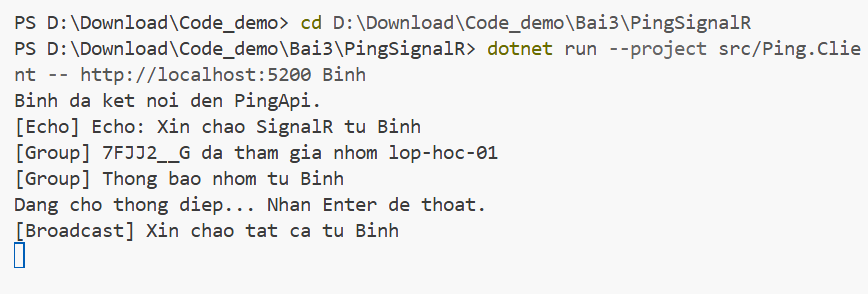 PS D:\Download\Code_demo> cd D:\Download\Code_demo\Bai3\PingSignalR
PS D:\Download\Code_demo\Bai3\PingSignalR> dotnet run --project src/Ping.Clie
nt -- http://localhost:5200 Binh
Binh da ket noi den PingApi.
[Echo] Echo: Xin chao SignalR tu Binh
[Group] 7FJJ2__G da tham gia nhom lop-hoc-01
[Group] Thong bao nhom tu Binh
Dang cho thong diep... Nhan Enter de thoat.
[Broadcast] Xin chao tat ca tu Binh